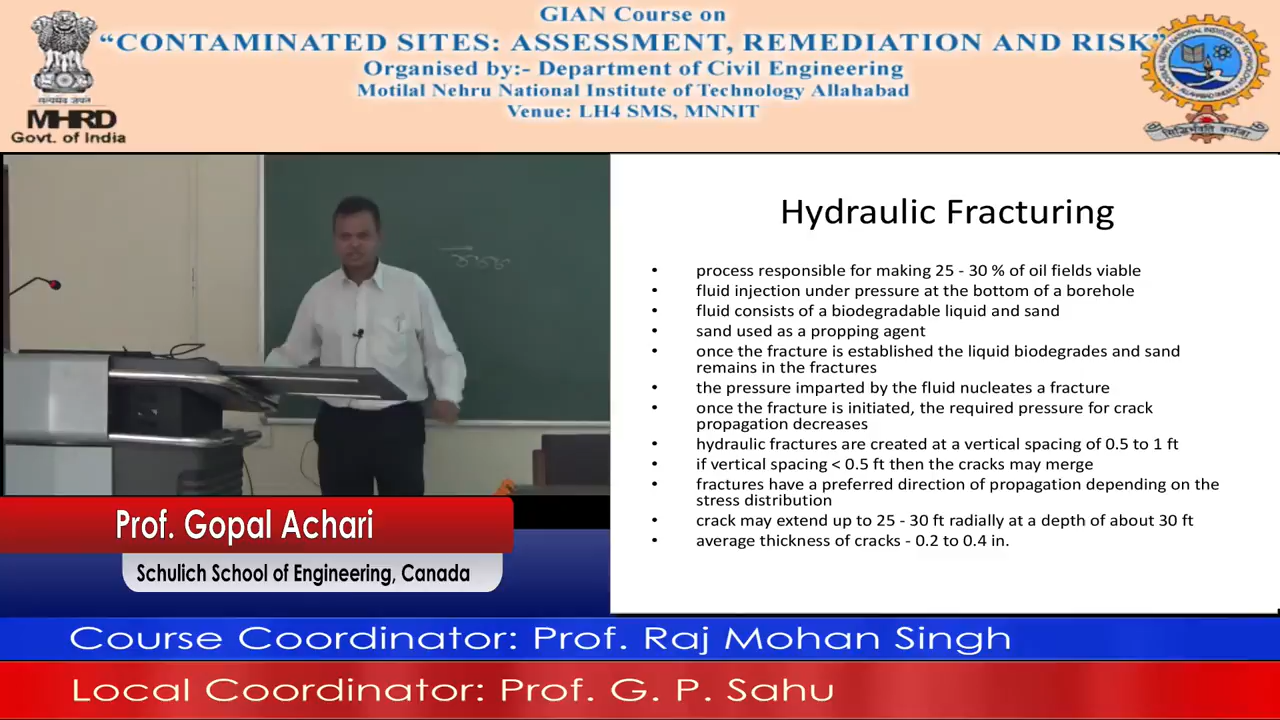 GIAN Course on
“CONTAMINATED SITES: ASSESSMENT, REMEDIATION AND RISK”
Organised by:- Department of Civil Engineering
Motilal Nehru National Institute of Technology Allahabad
Venue: LH4 SMS, MNNIT
सत्यमेव जयते
MHRD
Govt. of India
Hydraulic Fracturing
• process responsible for making 25 - 30 % of oil fields viable
• fluid injection under pressure at the bottom of a borehole
• fluid consists of a biodegradable liquid and sand
• sand used as a propping agent
• once the fracture is established the liquid biodegrades and sand
remains in the fractures
• the pressure imparted by the fluid nucleates a fracture
• once the fracture is initiated, the required pressure for crack
propagation decreases
• hydraulic fractures are created at a vertical spacing of 0.5 to 1 ft
• if vertical spacing < 0.5 ft then the cracks may merge
• fractures have a preferred direction of propagation depending on the
stress distribution
• crack may extend up to 25 - 30 ft radially at a depth of about 30 ft
• average thickness of cracks - 0.2 to 0.4 in.
Prof. Gopal Achari
Schulich School of Engineering, Canada
Course Coordinator: Prof. Raj Mohan Singh
Local Coordinator: Prof. G. P. Sahu